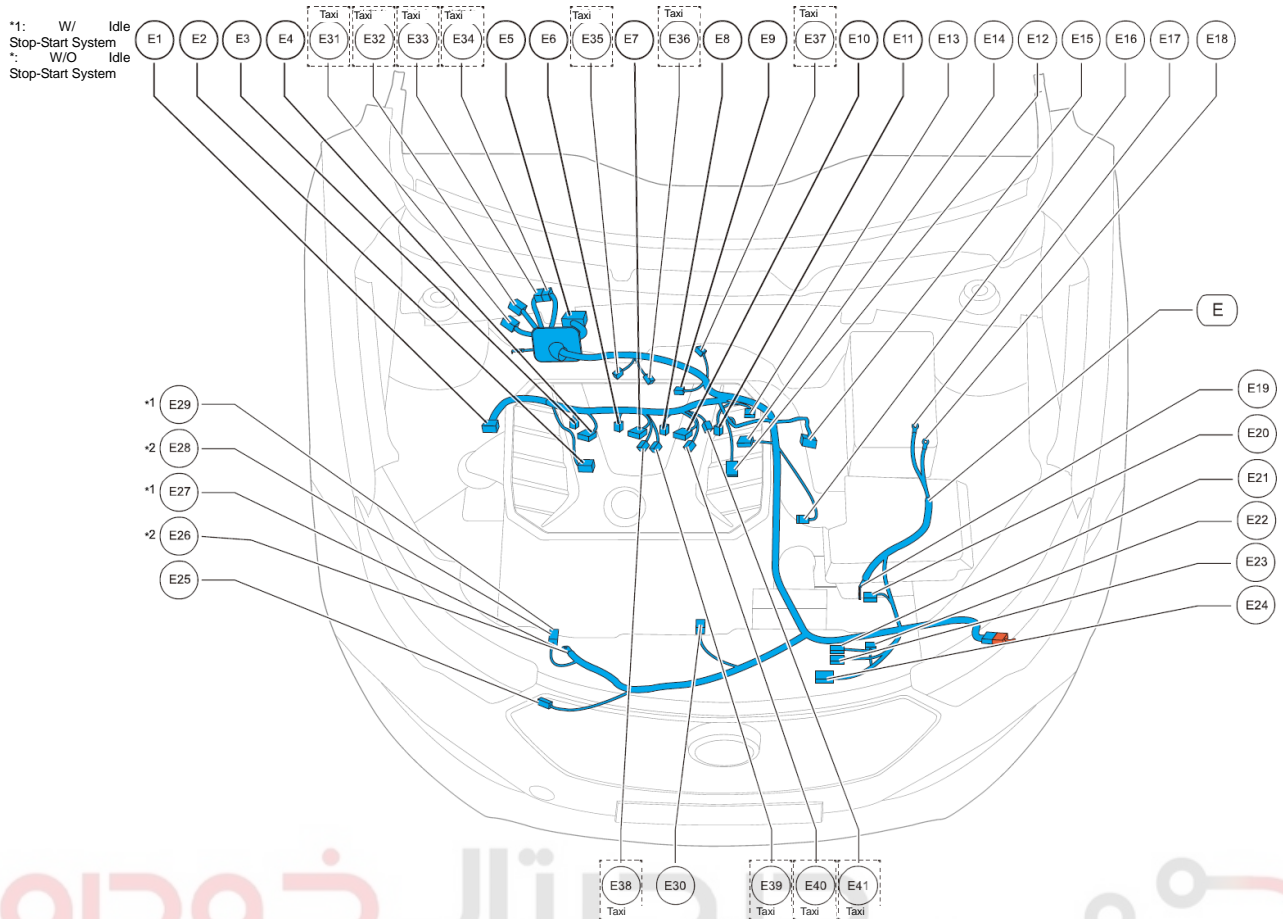 *1: W/ Idle
Stop-Start System
*: W/O Idle
Stop-Start System
Taxi Taxi Taxi Taxi Taxi Taxi Taxi
E1 E2 E3 E4 E31 E32 E33 E34 E5 E6 E35 E7 E36 E8 E9 E37 E10 E11 E13 E14 E12 E15 E16 E17 E18
E
*1 E29
*2 E28
*1 E27
*2 E26
E25
E19
E20
E21
E22
E23
E24
E38 E30 E39 E40 E41
Taxi Taxi Taxi Taxi